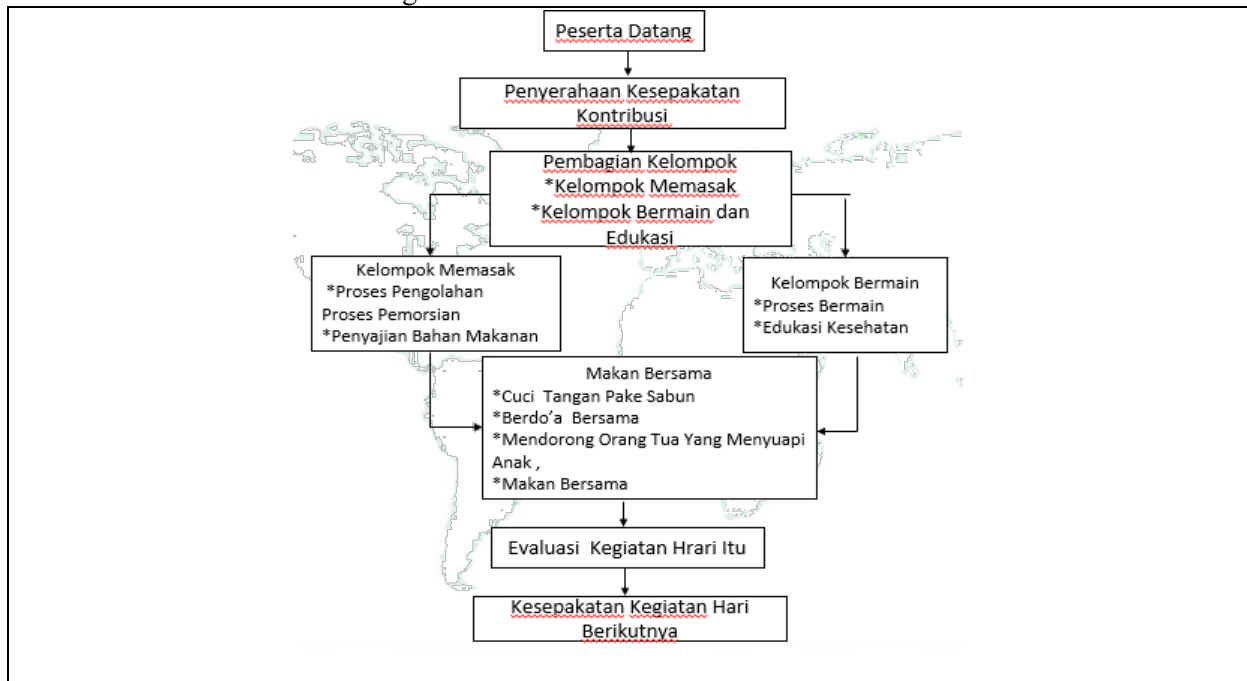 Peserta Datang
Penyerahaan Kesepakatan
Kontribusi
Pembagian Kelompok
*Kelompok Memasak
*Kelompok Bermain dan
Edukasi
Kelompok Memasak
*Proses Pengolahan
Proses Pemorsian
*Penyajian Bahan Makanan
Kelompok Bermain
*Proses Bermain
*Edukasi Kesehatan
Makan Bersama
*Cuci Tangan Pake Sabun
*Berdo’a Bersama
*Mendorong Orang Tua Yang Menyuapi
Anak ,
*Makan Bersama
Evaluasi Kegiatan Hrari Itu
Kesepakatan Kegiatan Hari
Berikutnya